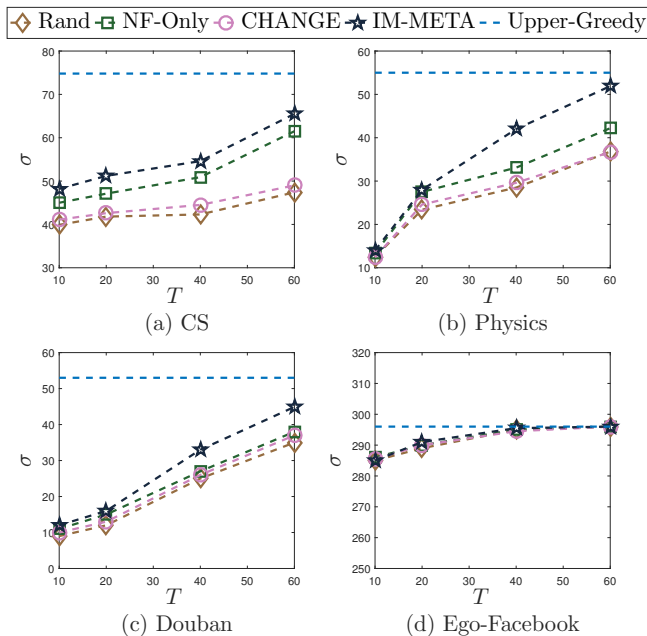 Rand NF-Only CHANGE IM-META Upper-Greedy
80
70
60
50
40
30
σ
10 20 30 40 50 60
T
(a) CS
60
50
40
30
20
10
σ
10 20 30 40 50 60
T
(b) Physics
60
50
40
30
20
10
0
σ
10 20 30 40 50 60
T
(c) Douban
320
310
300
290
280
270
260
250
σ
10 20 30 40 50 60
T
(d) Ego-Facebook